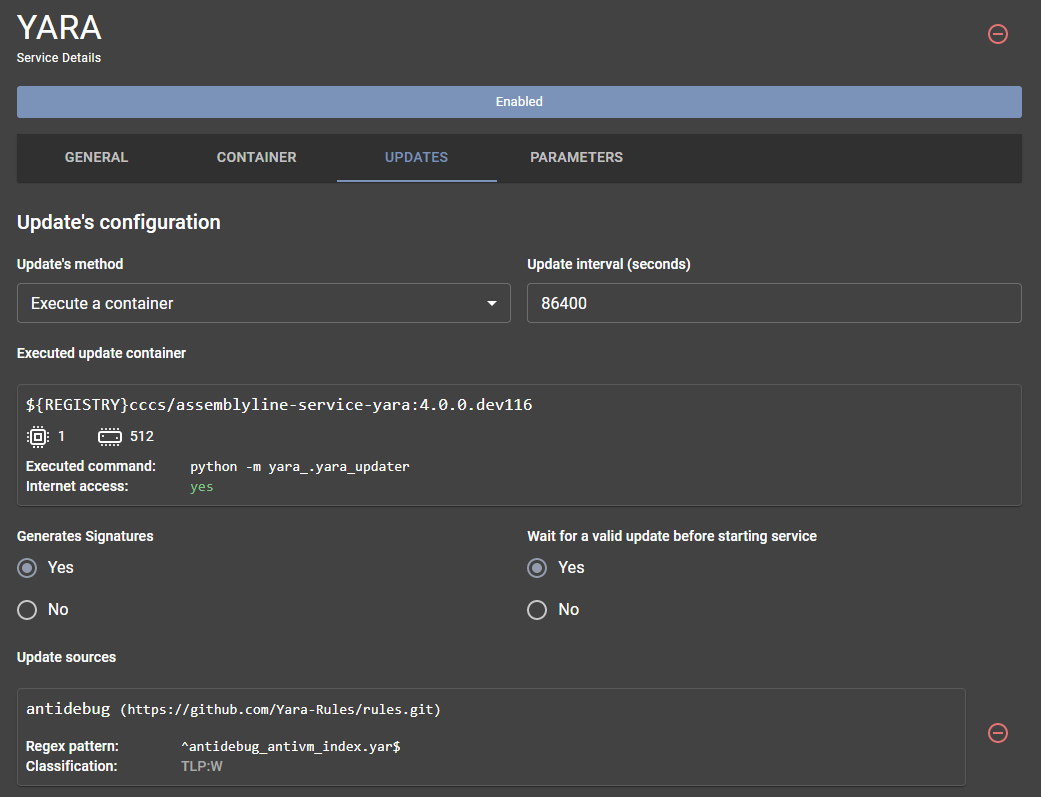 YARA
Service Details
Enabled
GENERAL CONTAINER UPDATES PARAMETERS
Update's configuration
Update's method Update interval (seconds)
Execute a container 86400
Executed update container
${REGISTRY}cccs/assemblyline-service-yara:4.0.0.dev116
1 512
Executed command: python -m yara_.yara_updater
Internet access: yes
Generates Signatures Wait for a valid update before starting service
Yes Yes
No No
Update sources
antidebug (https://github.com/Yara-Rules/rules.git)
Regex pattern: ^antidebug_antivm_index.yar$
Classification: TLP:W